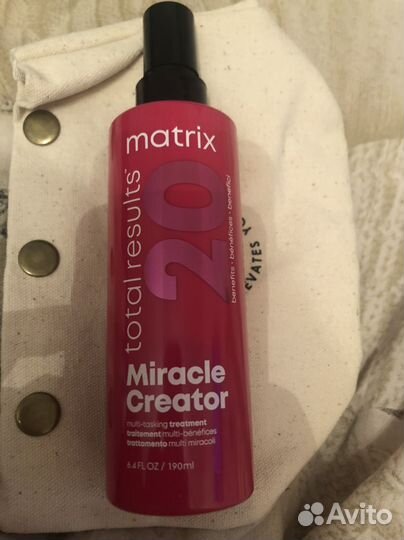 matrix
total results
20
benefits • bénéfices • benefici
Miracle
Creator
multi-tasking treatment
traitement multi-bénéfices
trattamento multi miracoli
6.4 FL OZ / 190ml
EVATES
Avito